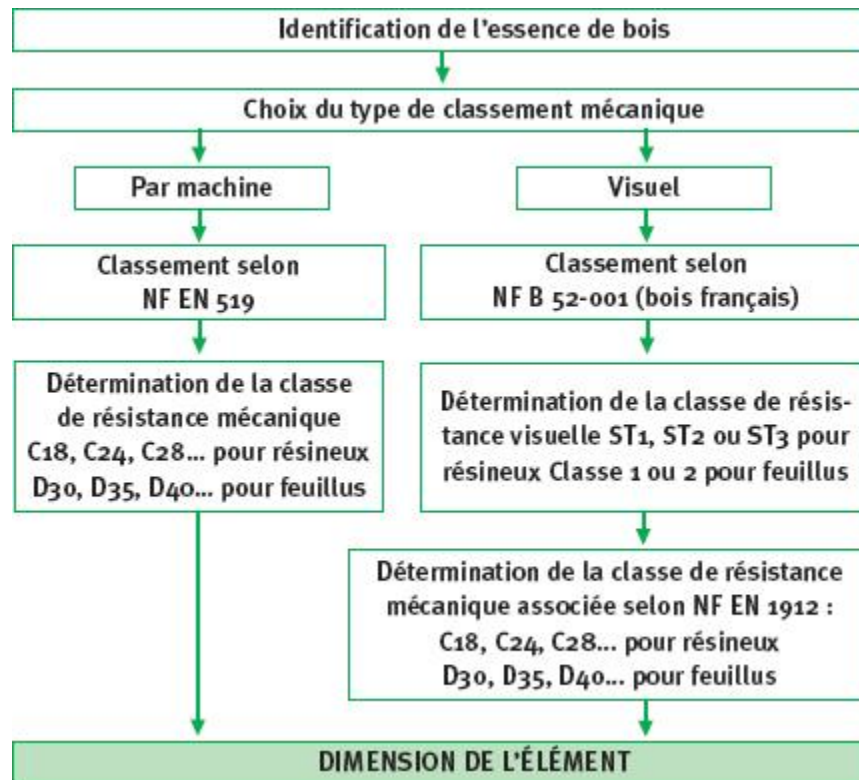 Identification de l'essence de bois
Choix du type de classement mécanique
Par machine
Visuel
Classement selon
NF EN 519
Classement selon
NF B 52-001 (bois français)
Détermination de la classe
de résistance mécanique
C18, C24, C28... pour résineux
D30, D35, D40... pour feuillus
Détermination de la classe de résis-
tance visuelle ST1, ST2 ou ST3 pour
résineux Classe 1 ou 2 pour feuillus
Détermination de la classe de résistance
mécanique associée selon NF EN 1912 :
C18, C24, C28... pour résineux
D30, D35, D40... pour feuillus
DIMENSION DE L'ÉLÉMENT